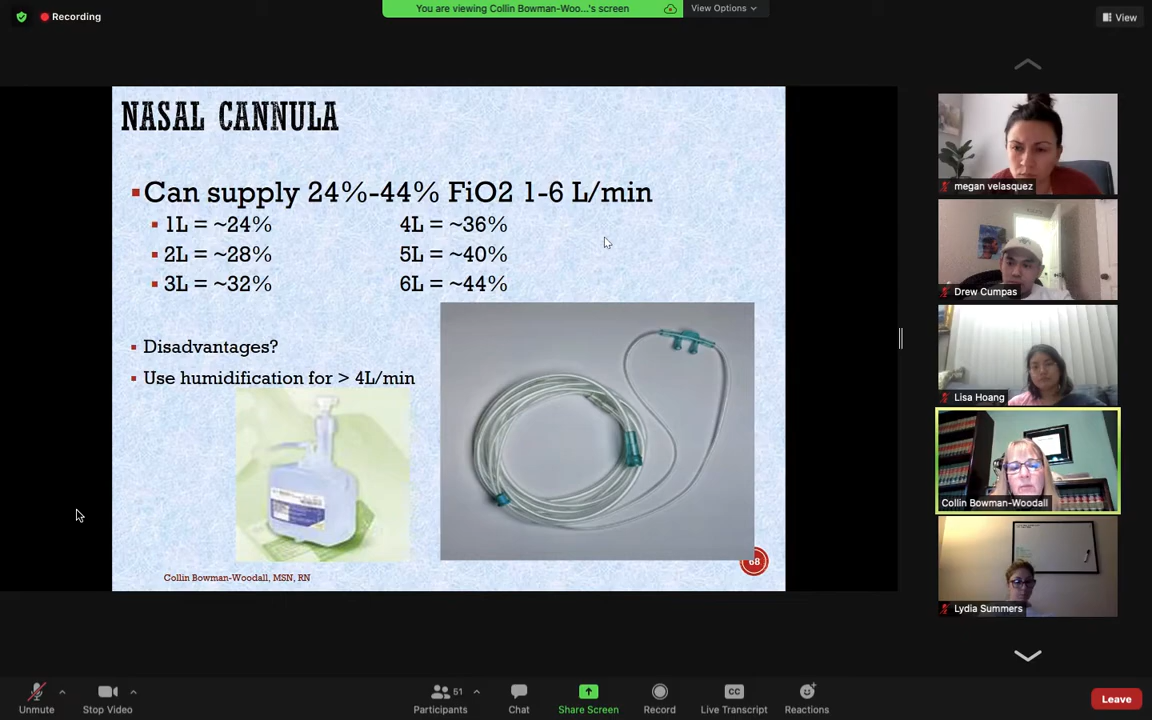 Recording
You are viewing Collin Bowman-Woo...'s screen
View Options
View
NASAL CANNULA
Can supply 24%-44% FiO2 1-6 L/min
1L = ~24% 4L = ~36%
2L = ~28% 5L = ~40%
3L = ~32% 6L = ~44%
Disadvantages?
Use humidification for > 4L/min
Collin Bowman-Woodall, MSN, RN
68
megan velasquez
Drew Cumpas
Lisa Hoang
Collin Bowman-Woodall
Lydia Summers
Unmute
Stop Video
Participants
51
Chat
Share Screen
Record
CC
Live Transcript
Reactions
Leave